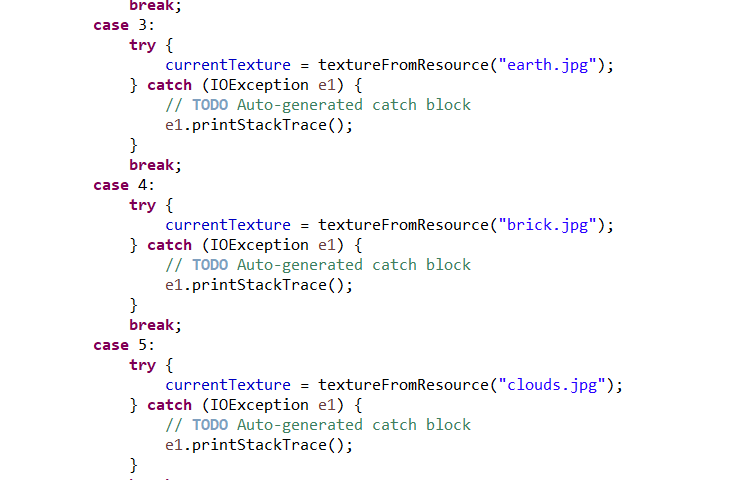 break;
case 3:
try {
currentTexture = textureFromResource("earth.jpg");
} catch (IOException e1) {
// TODO Auto-generated catch block
e1.printStackTrace();
}
break;
case 4:
try {
currentTexture = textureFromResource("brick.jpg");
} catch (IOException e1) {
// TODO Auto-generated catch block
e1.printStackTrace();
}
break;
case 5:
try {
currentTexture = textureFromResource("clouds.jpg");
} catch (IOException e1) {
// TODO Auto-generated catch block
e1.printStackTrace();
}